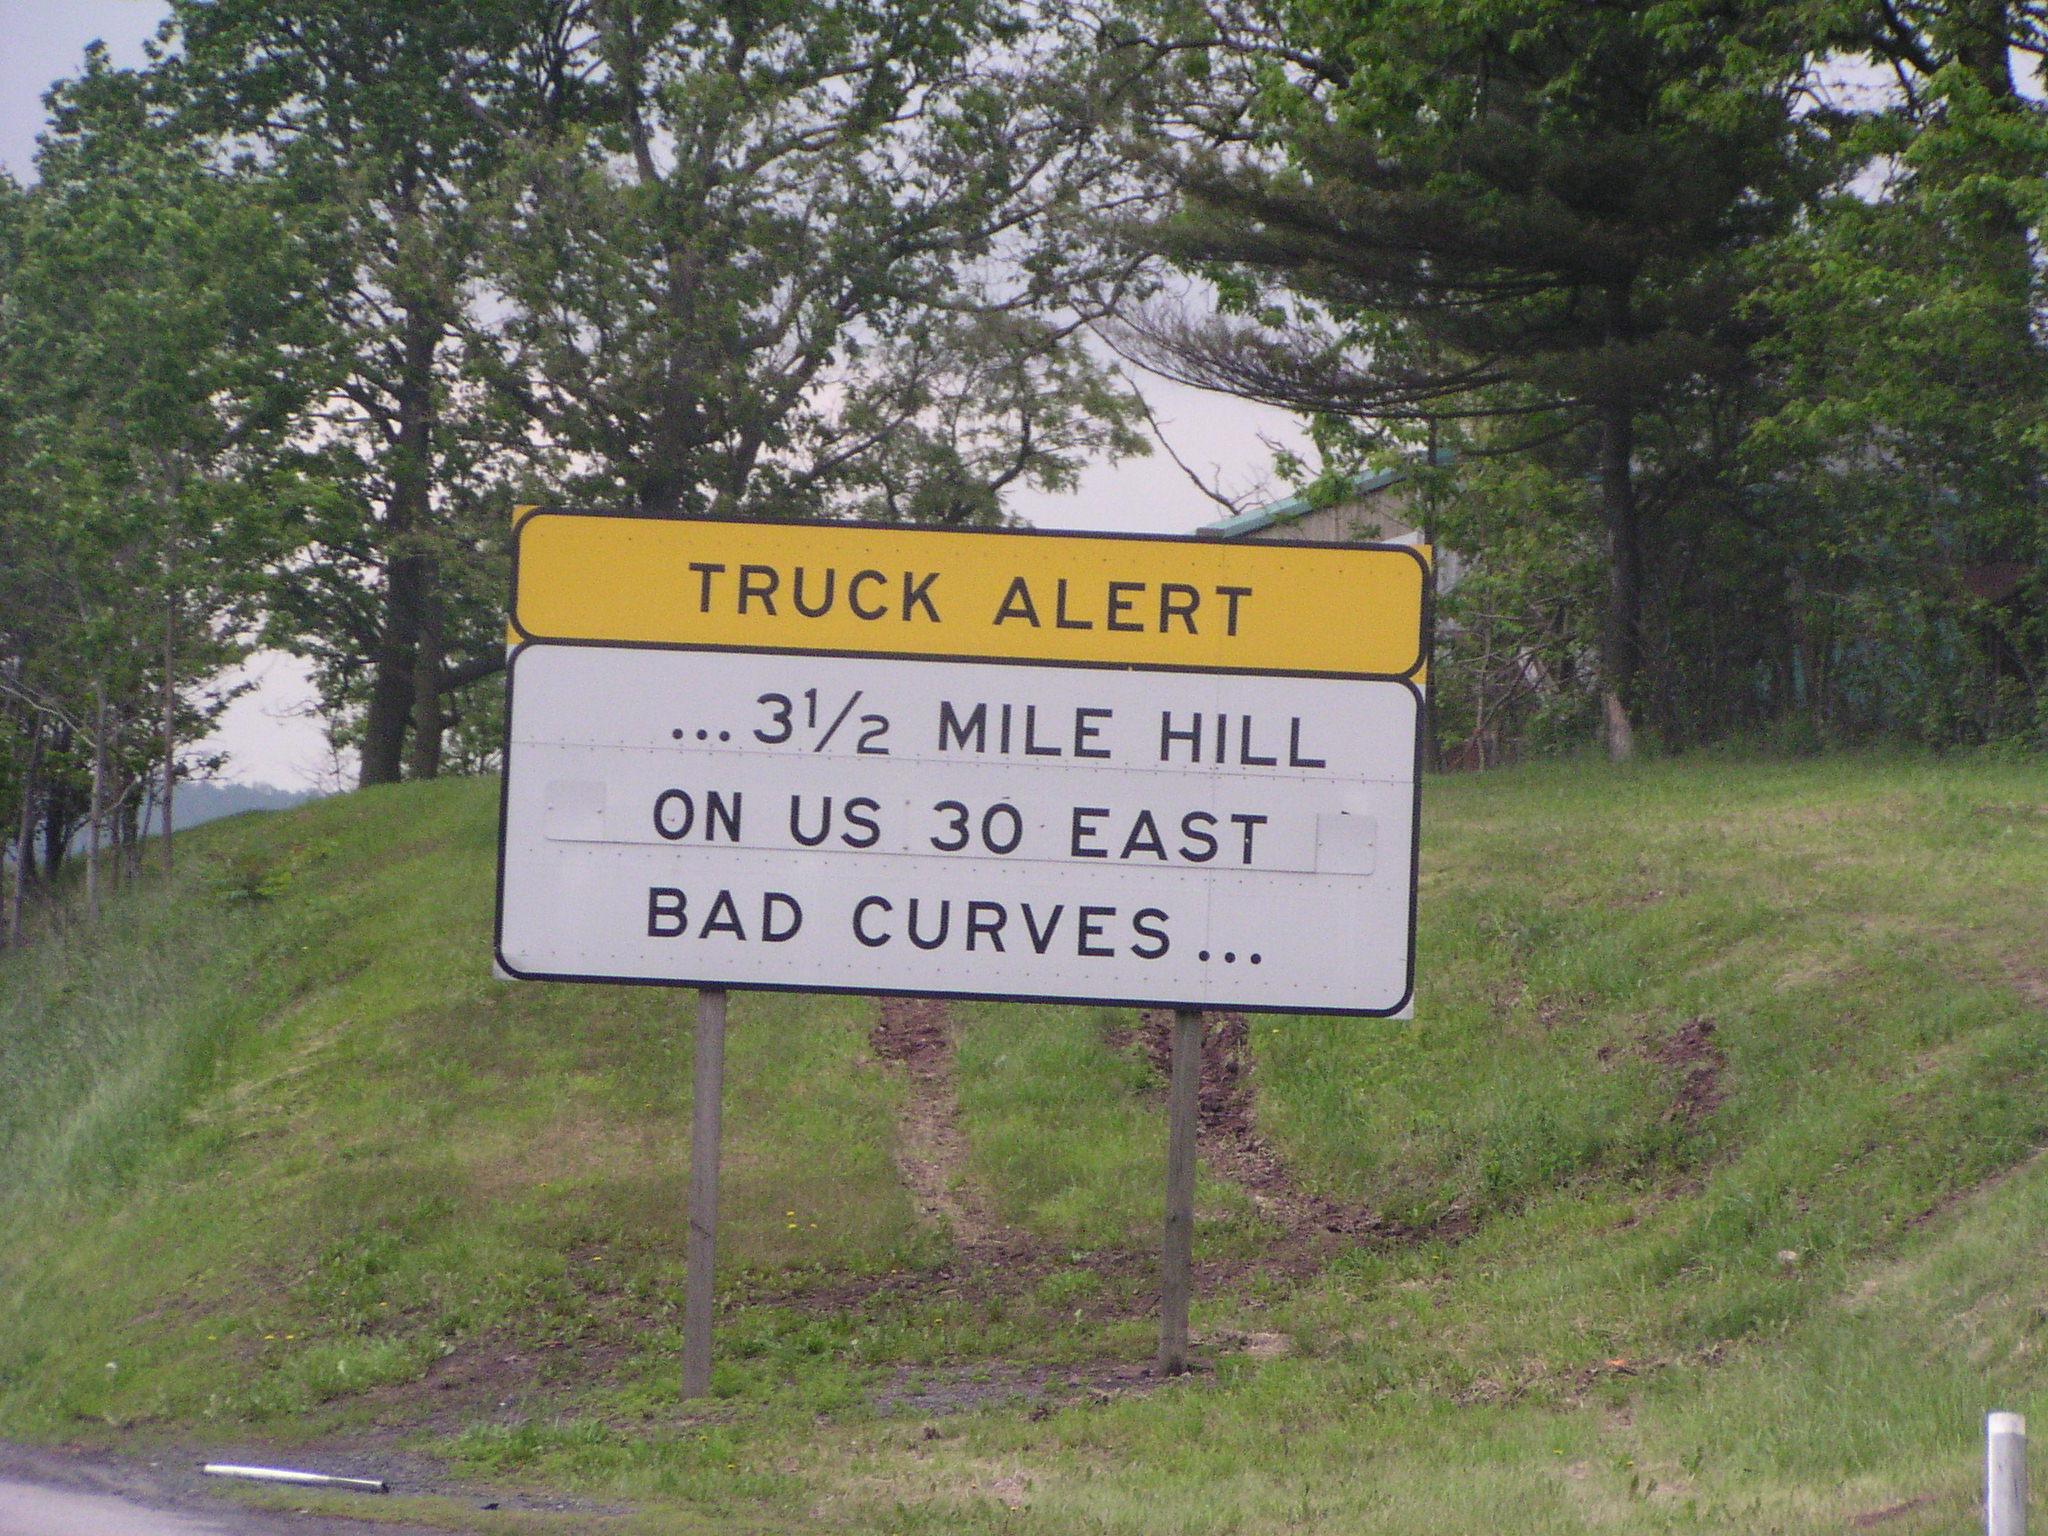 TRUCK ALERT
...3½ MILE HILL
ON US 30 EAST
BAD CURVES...